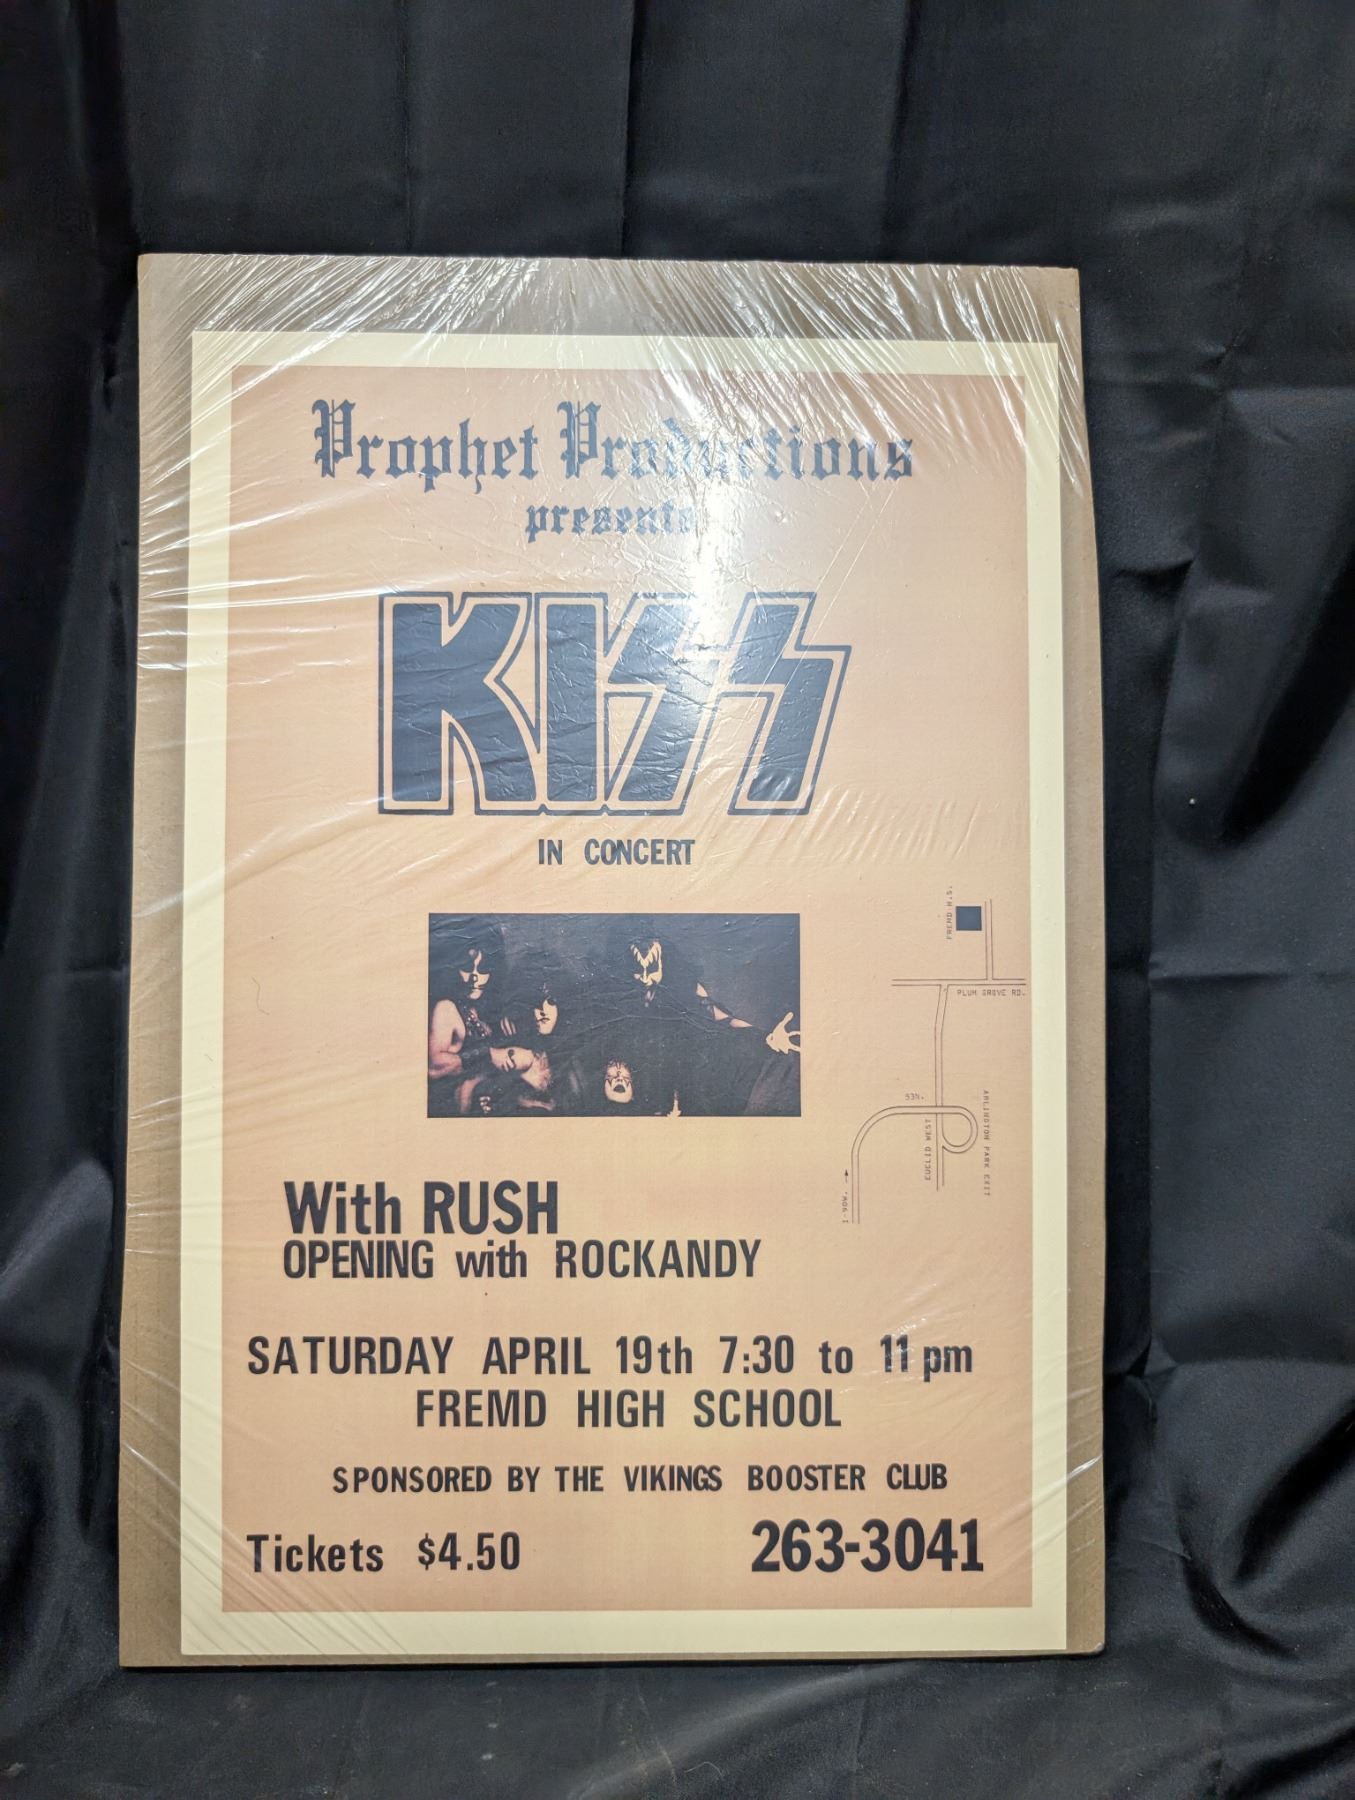 Prophet Productions
presents
KISS
IN CONCERT
FREMD H.S.
PLUM GROVE RD.
53N.
EUCLID WEST
ARLINGTON PARK EXIT
I-90W.
With RUSH
OPENING with ROCKANDY
SATURDAY APRIL 19th 7:30 to 11 pm
FREMD HIGH SCHOOL
SPONSORED BY THE VIKINGS BOOSTER CLUB
Tickets $4.50
263-3041